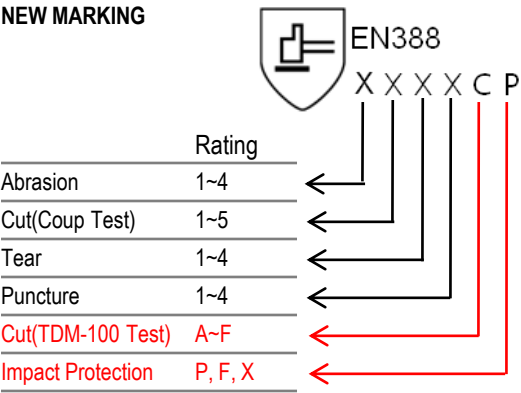 NEW MARKING
EN388
X X X X C P
Rating
Abrasion 1~4
Cut(Coup Test) 1~5
Tear 1~4
Puncture 1~4
Cut(TDM-100 Test) A~F
Impact Protection P, F, X